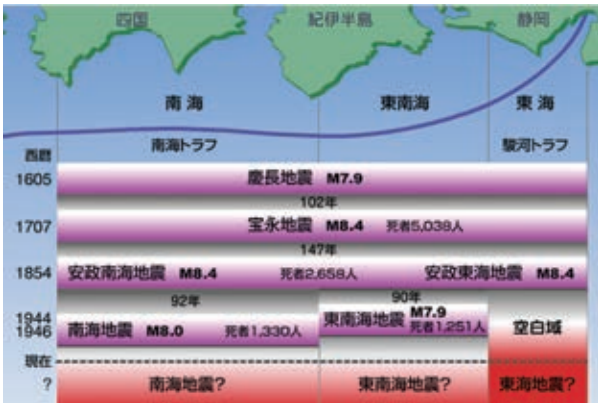 四国 紀伊半島 静岡
南海 東南海 東海
南海トラフ 駿河トラフ
西暦
1605 慶長地震 M7.9
102年
1707 宝永地震 M8.4 死者5,038人
147年
1854 安政南海地震 M8.4 死者2,658人 安政東海地震 M8.4
92年 90年
1944 東南海地震 M7.9
1946 南海地震 M8.0 死者1,330人 死者1,251人 空白域
現在
? 南海地震? 東南海地震? 東海地震?